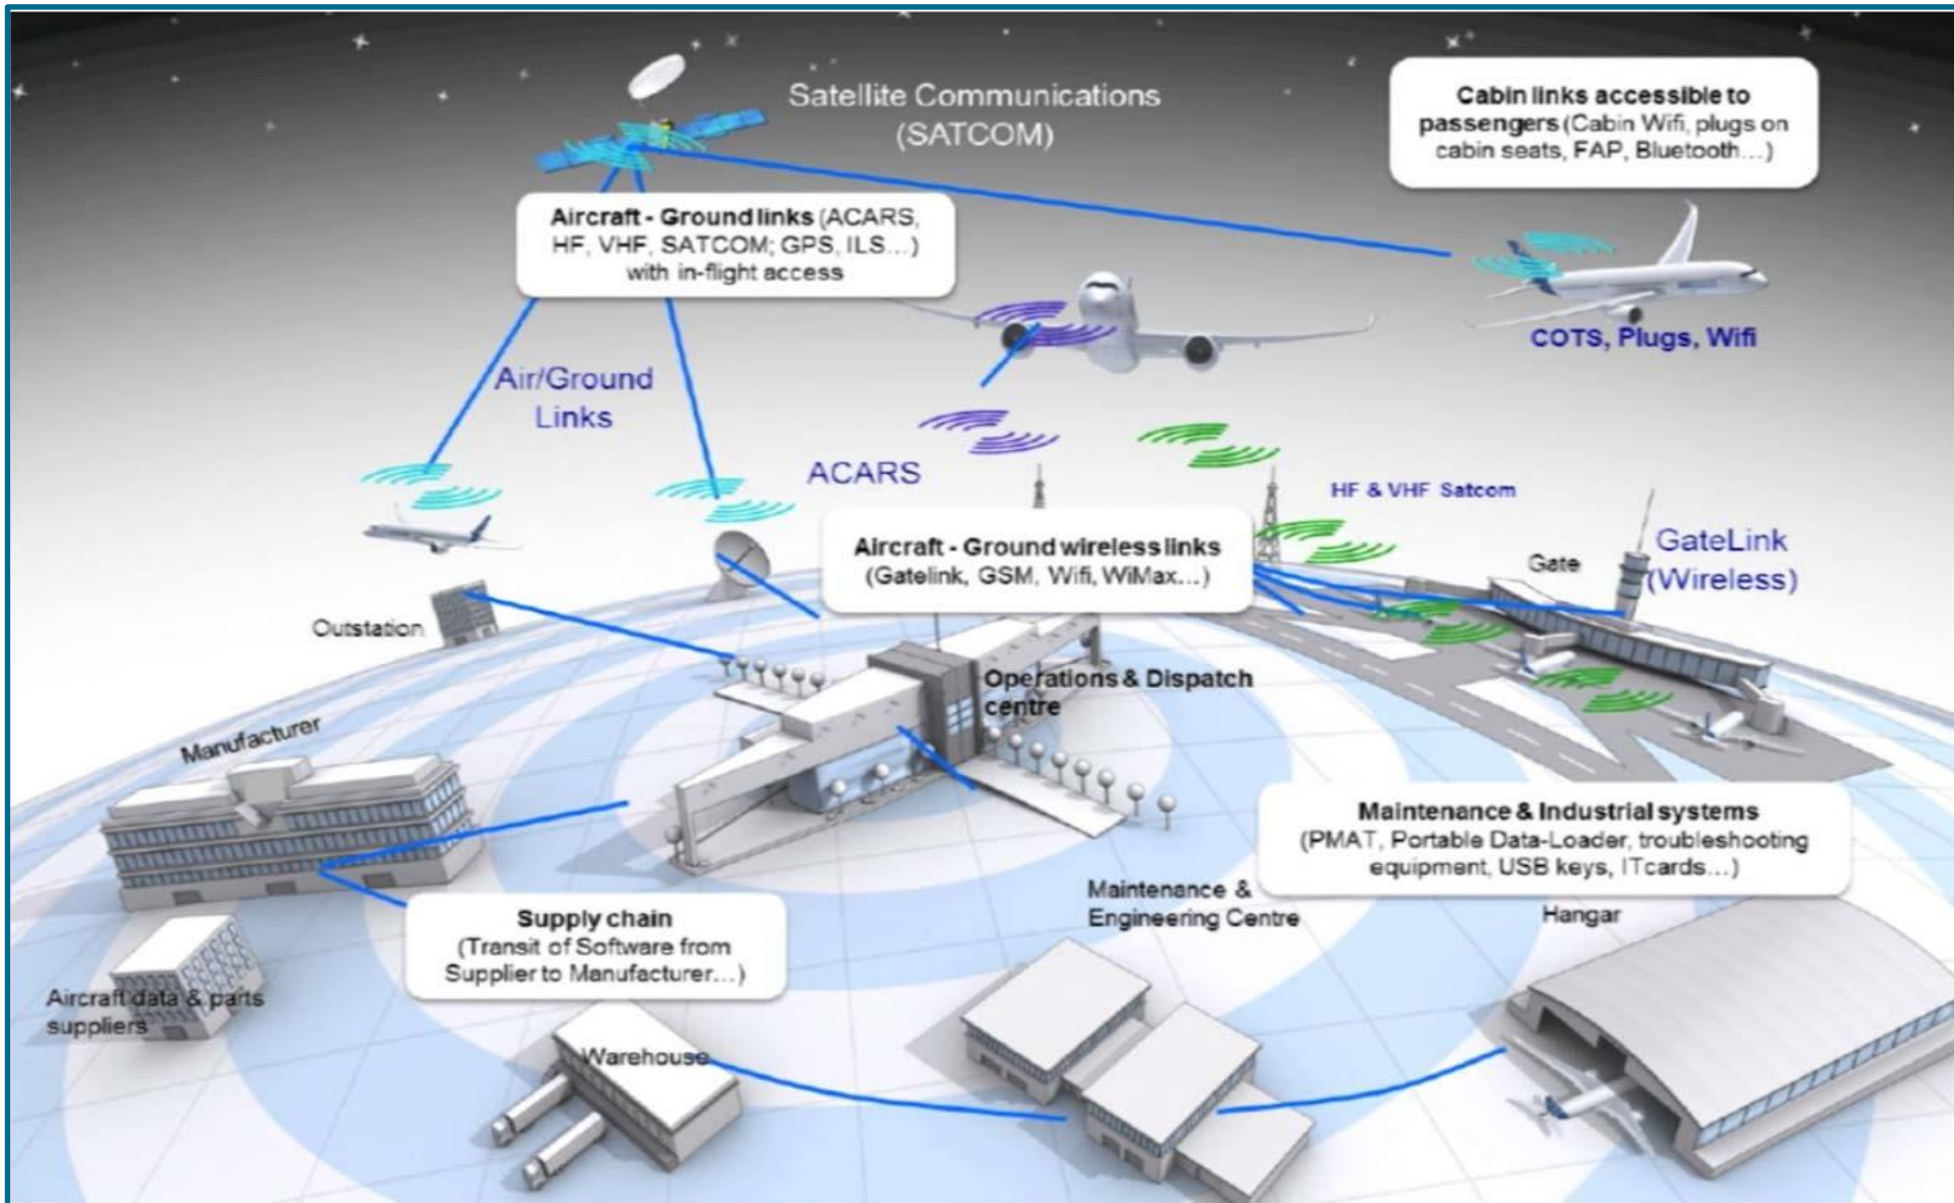 Satellite Communications
(SATCOM)
Cabin links accessible to
passengers (Cabin Wifi, plugs on
cabin seats, FAP, Bluetooth...)
Aircraft - Ground links (ACARS,
HF, VHF, SATCOM; GPS, ILS...)
with in-flight access
COTS, Plugs, Wifi
Air/Ground
Links
ACARS
HF & VHF Satcom
Aircraft - Ground wireless links
(Gatelink, GSM, Wifi, WiMax...)
Gate
GateLink
(Wireless)
Outstation
Operations & Dispatch
centre
Manufacturer
Maintenance & Industrial systems
(PMAT, Portable Data-Loader, troubleshooting
equipment, USB keys, ITcards...)
Maintenance &
Engineering Centre
Hangar
Supply chain
(Transit of Software from
Supplier to Manufacturer...)
Aircraft data & parts
suppliers
Warehouse